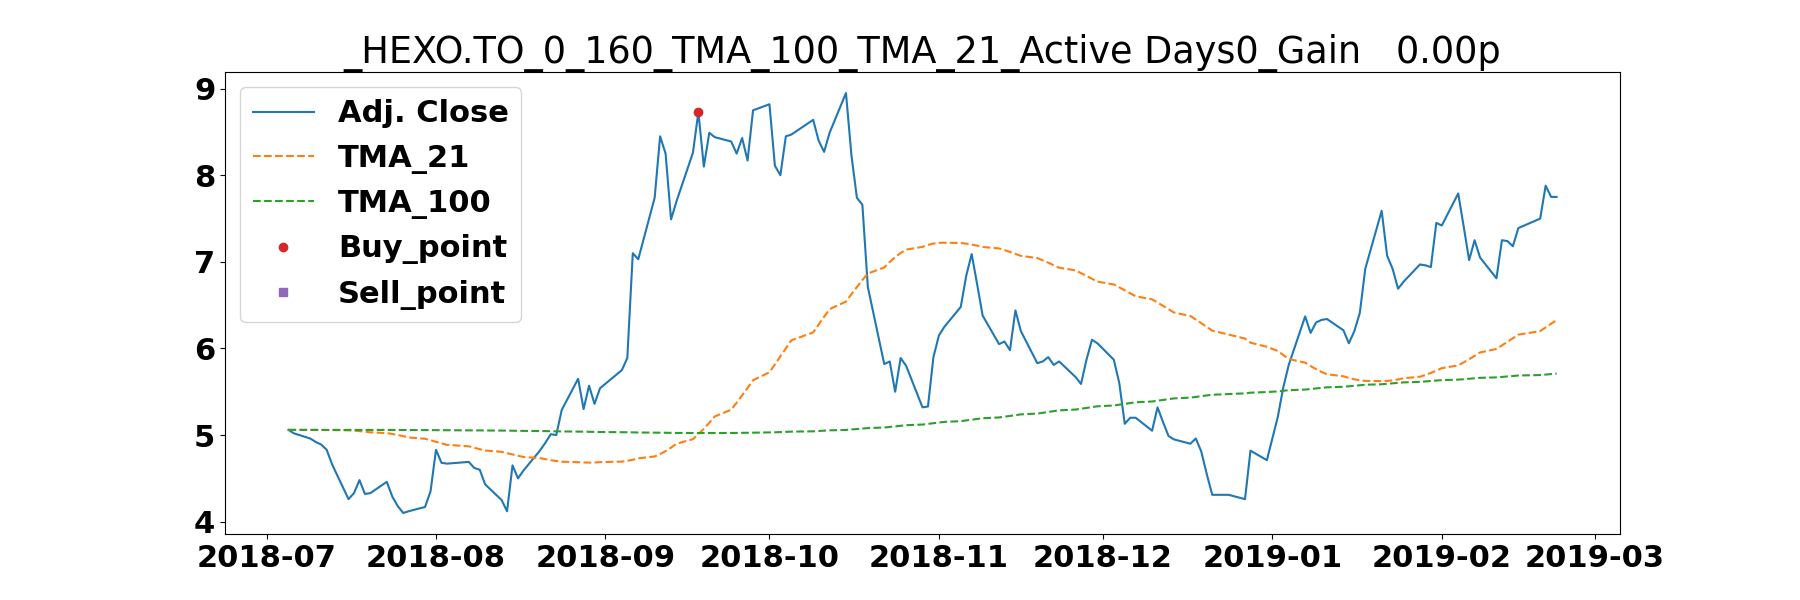 _HEXO.TO_0_160_TMA_100_TMA_21_Active Days0_Gain   0.00p
9
8
7
6
5
4
Adj. Close
TMA_21
TMA_100
Buy_point
Sell_point
2018-07 2018-08 2018-09 2018-10 2018-11 2018-12 2019-01 2019-02 2019-03